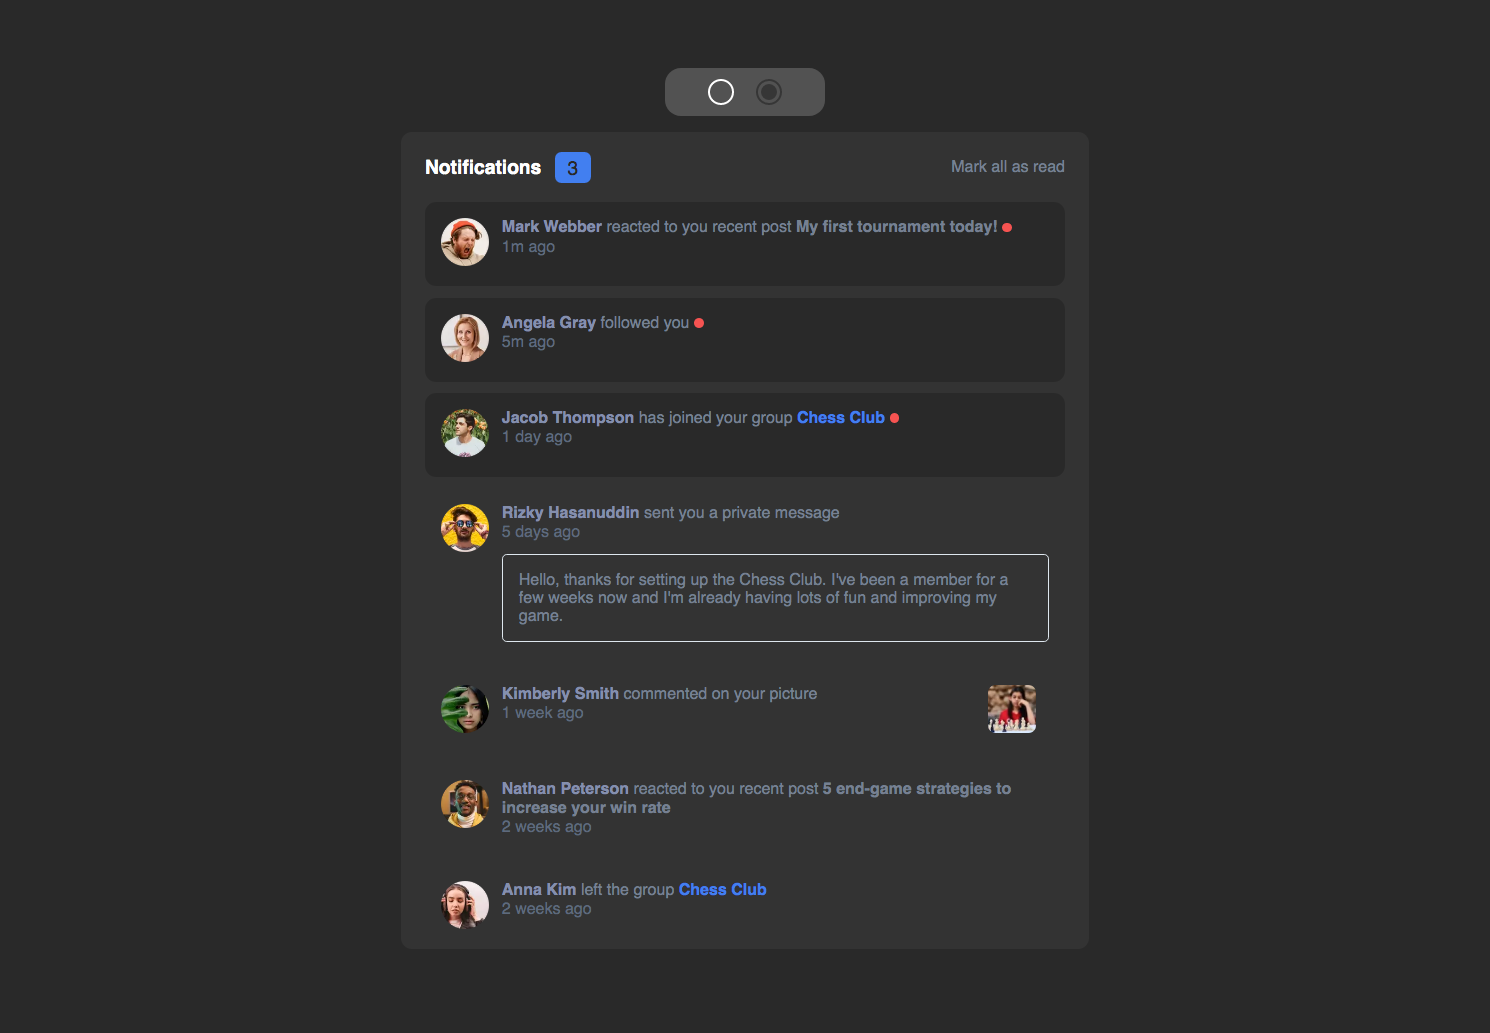 Notifications 3 Mark all as read
Mark Webber reacted to you recent post My first tournament today!
1m ago
Angela Gray followed you
5m ago
Jacob Thompson has joined your group Chess Club
1 day ago
Rizky Hasanuddin sent you a private message
5 days ago
Hello, thanks for setting up the Chess Club. I've been a member for a
few weeks now and I'm already having lots of fun and improving my
game.
Kimberly Smith commented on your picture
1 week ago
Nathan Peterson reacted to you recent post 5 end-game strategies to
increase your win rate
2 weeks ago
Anna Kim left the group Chess Club
2 weeks ago